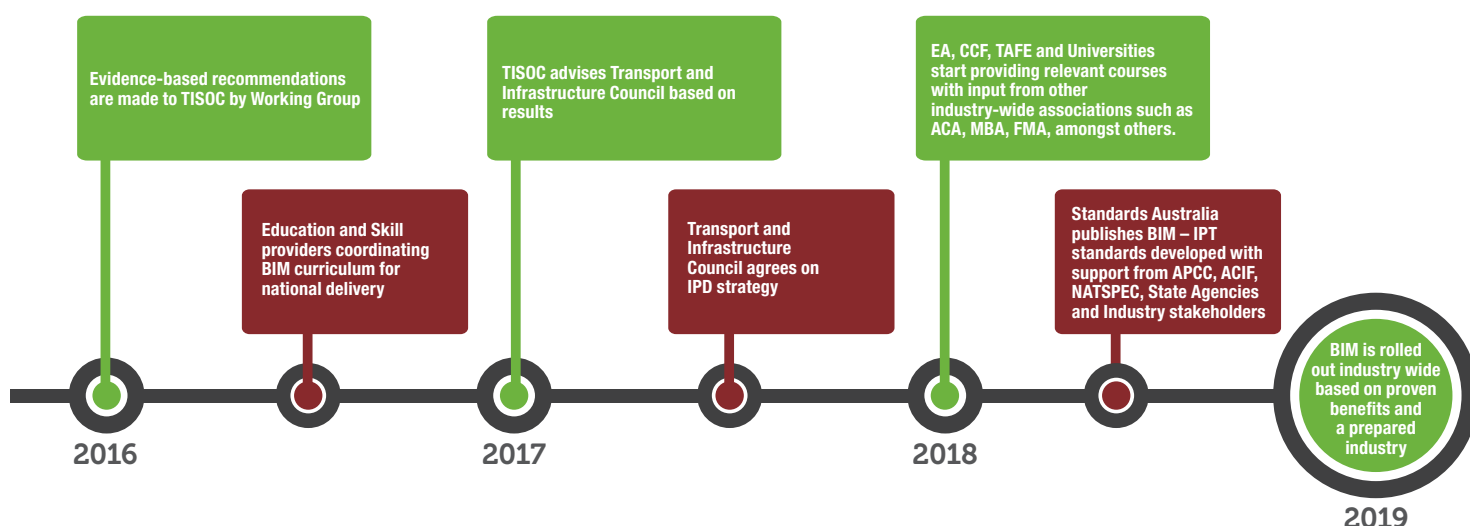 Evidence-based recommendations
are made to TISOC by Working Group
Education and Skill
providers coordinating
BIM curriculum for
national delivery
TISOC advises Transport and
Infrastructure Council based on
results
Transport and
Infrastructure
Council agrees on
IPD strategy
EA, CCF, TAFE and Universities
start providing relevant courses
with input from other
industry-wide associations such as
ACA, MBA, FMA, amongst others.
Standards Australia
publishes BIM – IPT
standards developed with
support from APCC, ACIF,
NATSPEC, State Agencies
and Industry stakeholders
BIM is rolled
out industry wide
based on proven
benefits and
a prepared
industry
2016
2017
2018
2019